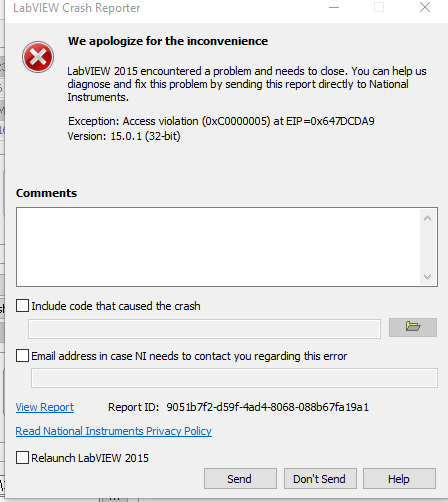 LabVIEW Crash Reporter
We apologize for the inconvenience
LabVIEW 2015 encountered a problem and needs to close. You can help us
diagnose and fix this problem by sending this report directly to National
Instruments.
Exception: Access violation (0xC0000005) at EIP=0x647DCDA9
Version: 15.0.1 (32-bit)
Comments
Include code that caused the crash
Email address in case NI needs to contact you regarding this error
View Report Report ID: 9051b7f2-d59f-4ad4-8068-088b67fa19a1
Read National Instruments Privacy Policy
Relaunch LabVIEW 2015
Send Don't Send Help